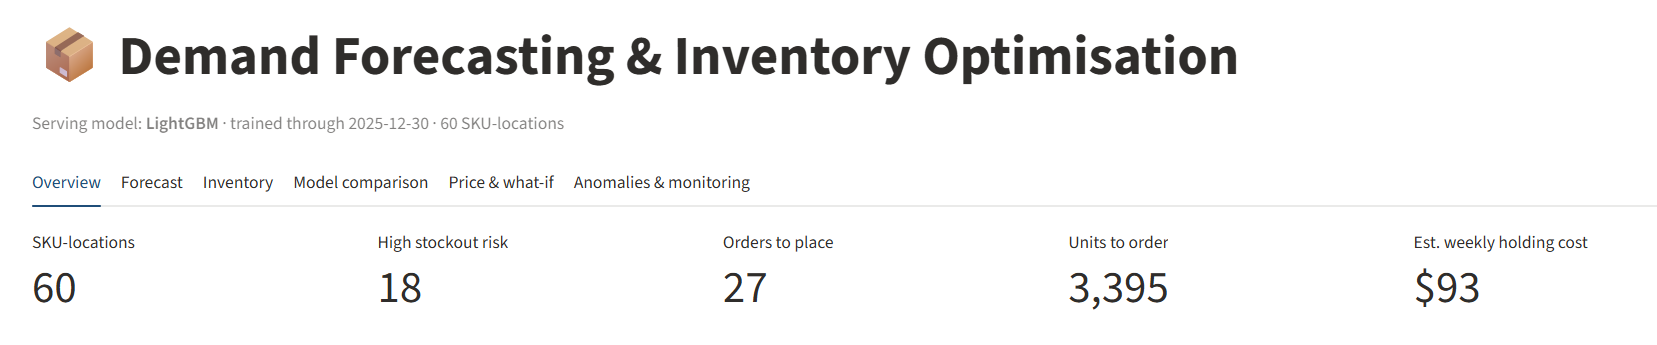 📦 Demand Forecasting & Inventory Optimisation
Serving model: LightGBM · trained through 2025-12-30 · 60 SKU-locations
Overview Forecast Inventory Model comparison Price & what-if Anomalies & monitoring
SKU-locations High stockout risk Orders to place Units to order Est. weekly holding cost
60 18 27 3,395 $93